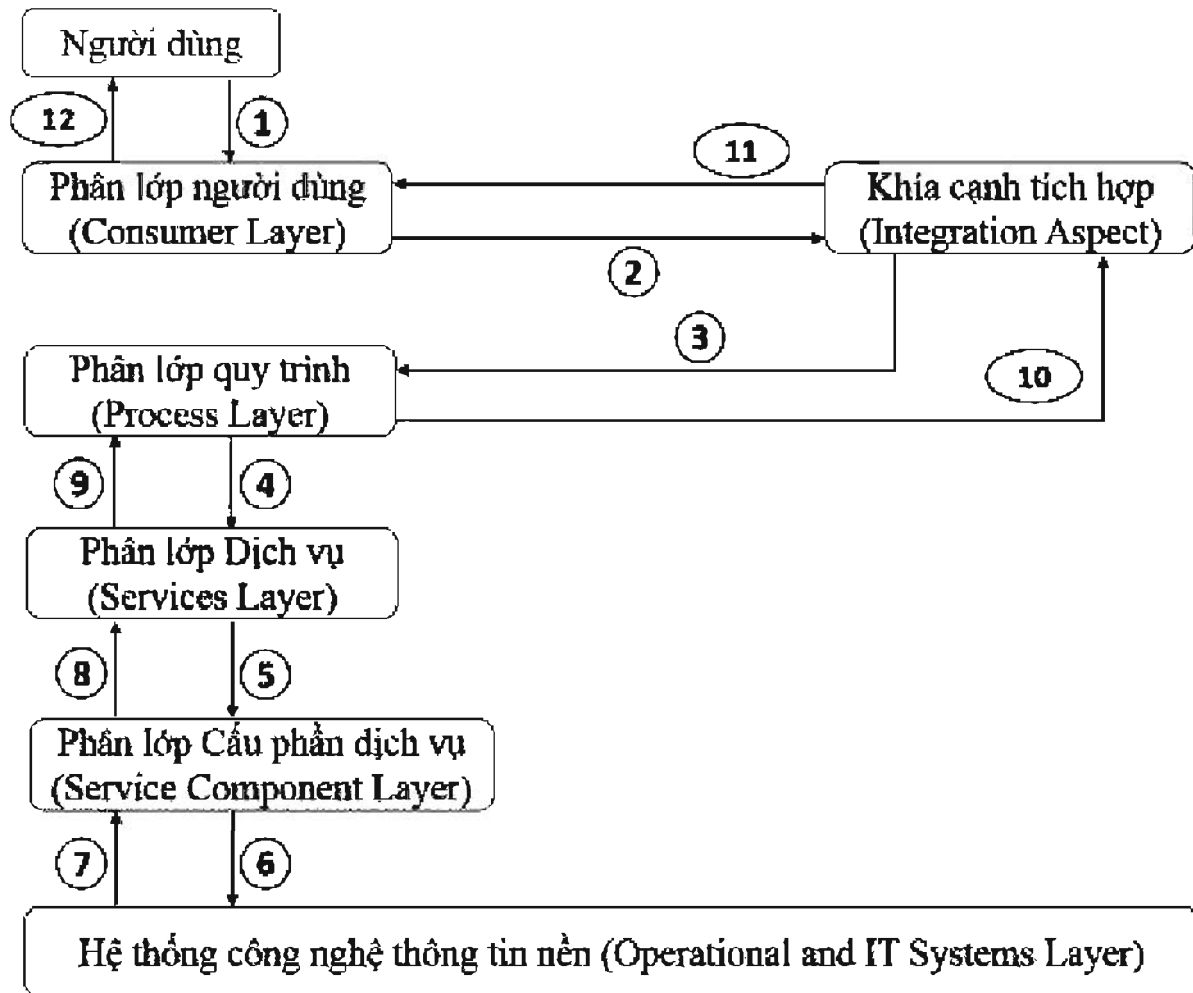 Người dùng
12
1
11
Phân lớp người dùng
(Consumer Layer)
Khía cạnh tích hợp
(Integration Aspect)
2
3
Phân lớp quy trình
(Process Layer)
10
9
4
Phân lớp Dịch vụ
(Services Layer)
8
5
Phân lớp Cấu phần dịch vụ
(Service Component Layer)
7
6
Hệ thống công nghệ thông tin nền (Operational and IT Systems Layer)